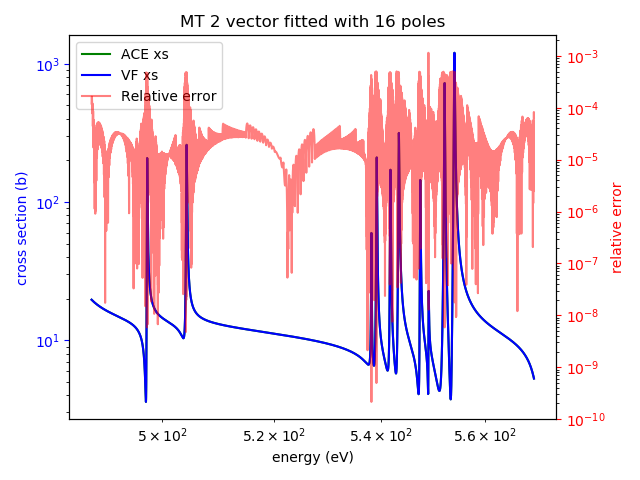 MT 2 vector fitted with 16 poles
ACE xs
VF xs
Relative error
10³
10²
10¹
cross section (b)
10⁻³
10⁻⁴
10⁻⁵
10⁻⁶
10⁻⁷
10⁻⁸
10⁻⁹
10⁻¹⁰
relative error
5 × 10² 5.2 × 10² 5.4 × 10² 5.6 × 10²
energy (eV)